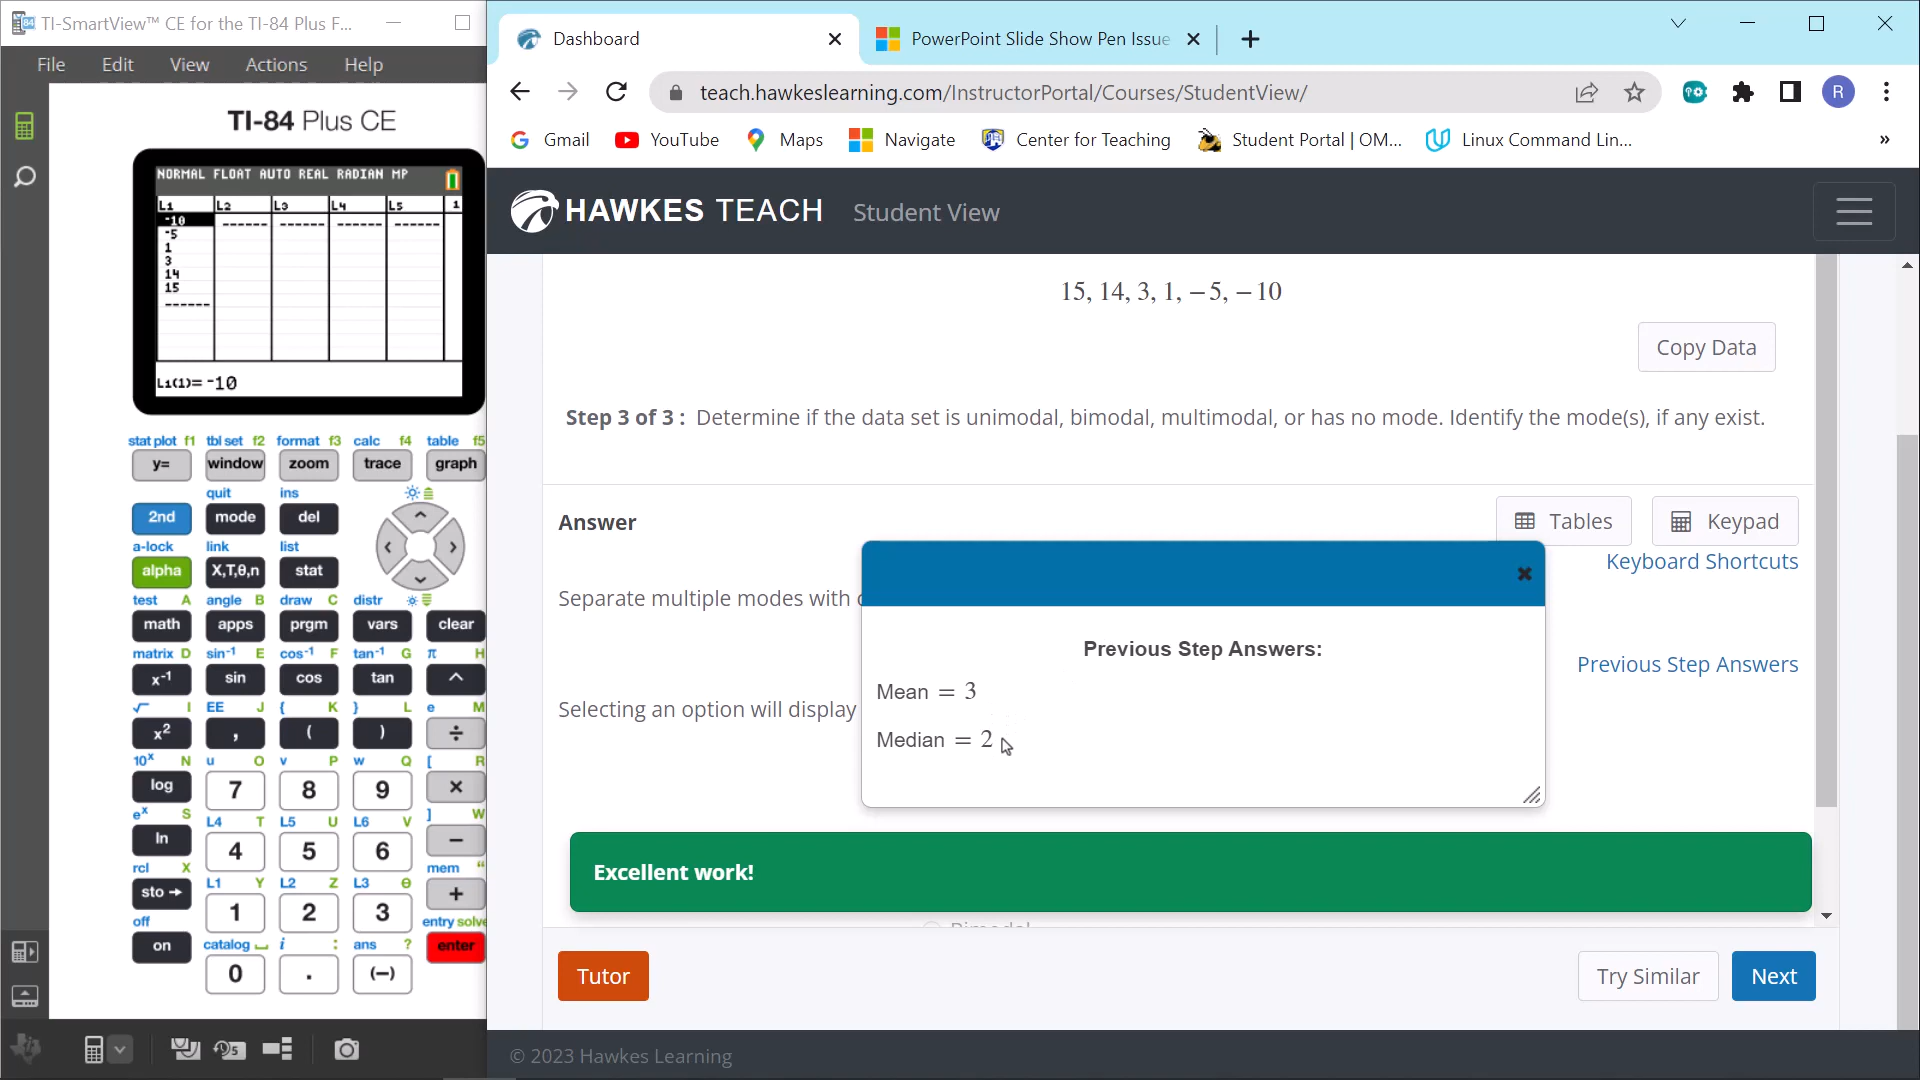 TI-SmartView™ CE for the TI-84 Plus F...
File Edit View Actions Help
TI-84 Plus CE
NORMAL FLOAT AUTO REAL RADIAN MP
L1 L2 L3 L4 L5 1
-10 ------ ------ ------ ------
-5
1
3
14
15
------
L1(1)= -10
stat plot f1 tbl set f2 format f3 calc f4 table f5
y= window zoom trace graph
quit ins
2nd mode del
a-lock link list
alpha X,T,θ,n stat
test A angle B draw C distr
math apps prgm vars clear
matrix D sin⁻¹ E cos⁻¹ F tan⁻¹ G π H
x⁻¹ sin cos tan ^
√ I EE J { K } L e M
x² , ( ) ÷
10ˣ N u O v P w Q [ R
log 7 8 9 ×
eˣ S L4 T L5 U L6 V ] W
ln 4 5 6 −
rcl X L1 Y L2 Z L3 θ mem “
sto → 1 2 3 +
off catalog i : ans ? entry solve
on 0 . (−) enter
Dashboard
PowerPoint Slide Show Pen Issue
teach.hawkeslearning.com/InstructorPortal/Courses/StudentView/
R
Gmail YouTube Maps Navigate Center for Teaching Student Portal | OM... Linux Command Lin... »
HAWKES TEACH Student View
15, 14, 3, 1, −5, −10
Copy Data
Step 3 of 3 : Determine if the data set is unimodal, bimodal, multimodal, or has no mode. Identify the mode(s), if any exist.
Answer
Tables
Keypad
Keyboard Shortcuts
Separate multiple modes with
Previous Step Answers
Selecting an option will display
Previous Step Answers:
Mean = 3
Median = 2
Excellent work!
Bimodal
Tutor
Try Similar
Next
© 2023 Hawkes Learning